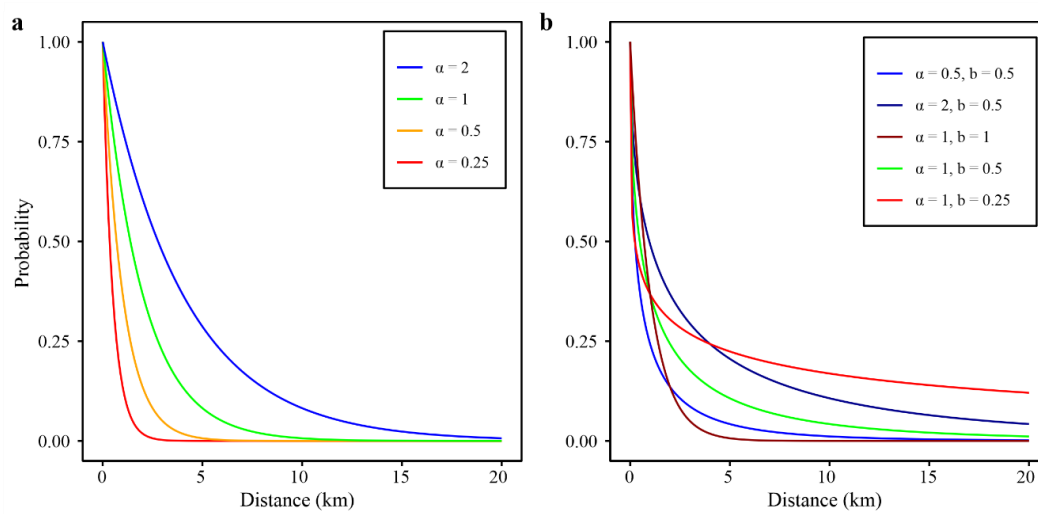 a
1.00
0.75
0.50
0.25
0.00
Probability
0
5
10
15
20
Distance (km)
α = 2
α = 1
α = 0.5
α = 0.25
b
1.00
0.75
0.50
0.25
0.00
0
5
10
15
20
Distance (km)
α = 0.5, b = 0.5
α = 2, b = 0.5
α = 1, b = 1
α = 1, b = 0.5
α = 1, b = 0.25